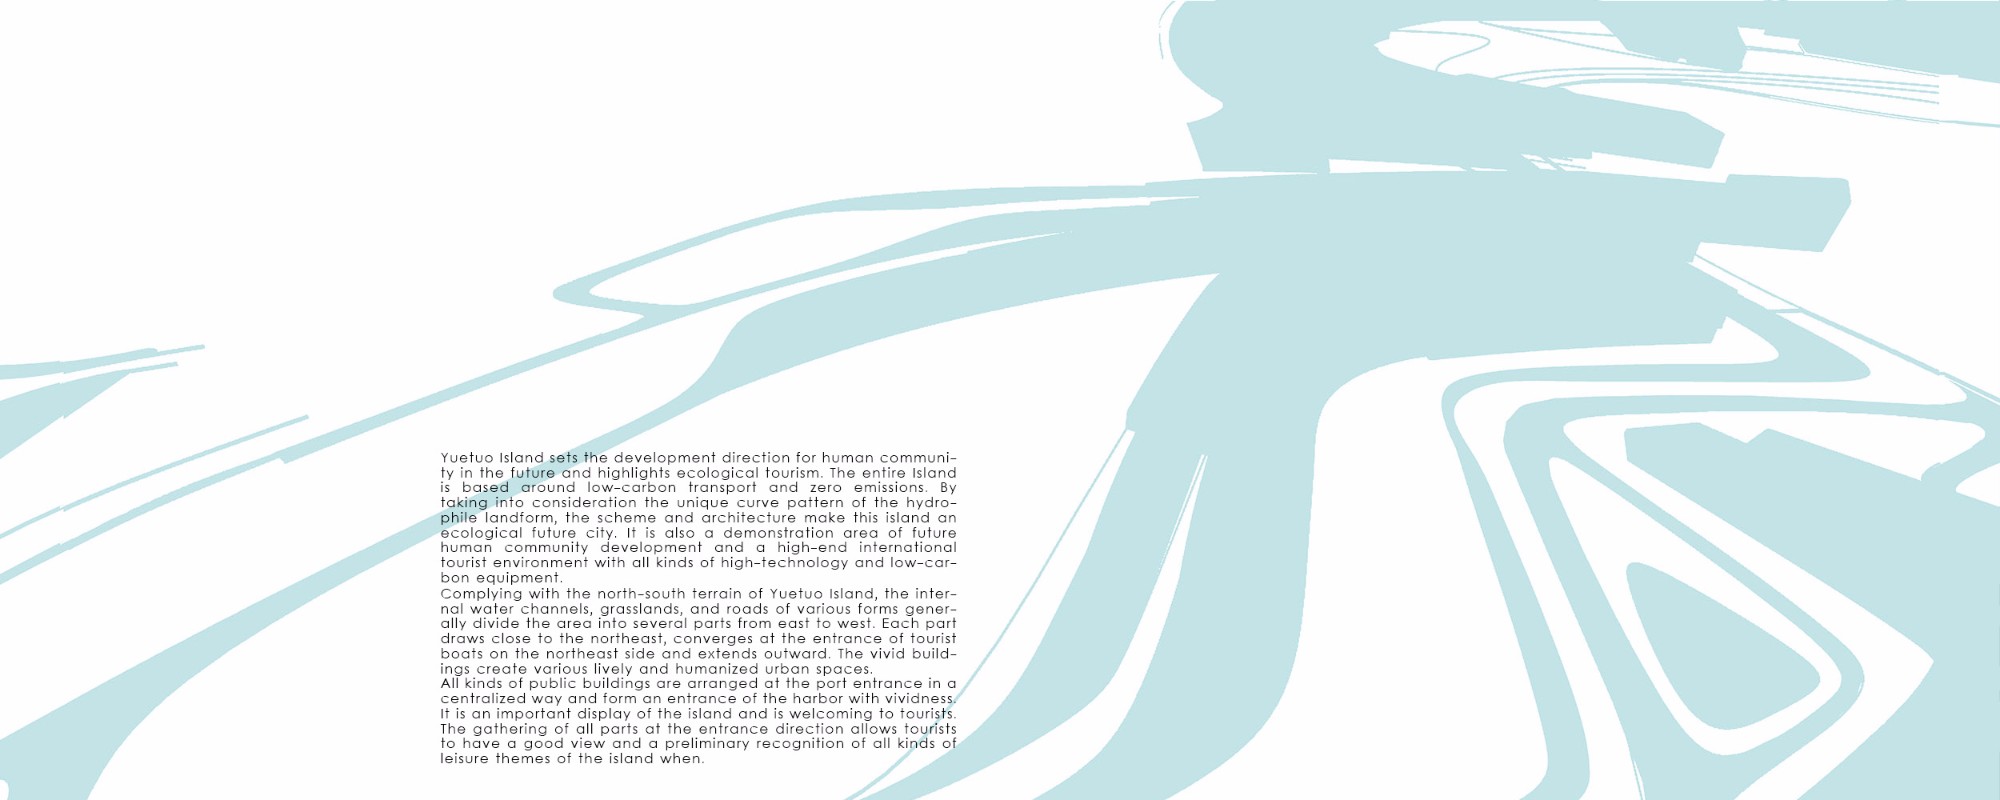 Yuetuo Island sets the development direction for human communi-
ty in the future and highlights ecological tourism. The entire Island
is based around low-carbon transport and zero emissions. By
taking into consideration the unique curve pattern of the hydro-
phile landform, the scheme and architecture make this island an
ecological future city. It is also a demonstration area of future
human community development and a high-end international
tourist environment with all kinds of high-technology and low-car-
bon equipment.
Complying with the north-south terrain of Yuetuo Island, the inter-
nal water channels, grasslands, and roads of various forms gener-
ally divide the area into several parts from east to west. Each part
draws close to the northeast, converges at the entrance of tourist
boats on the northeast side and extends outward. The vivid build-
ings create various lively and humanized urban spaces.
All kinds of public buildings are arranged at the port entrance in a
centralized way and form an entrance of the harbor with vividness.
It is an important display of the island and is welcoming to tourists.
The gathering of all parts at the entrance direction allows tourists
to have a good view and a preliminary recognition of all kinds of
leisure themes of the island when.